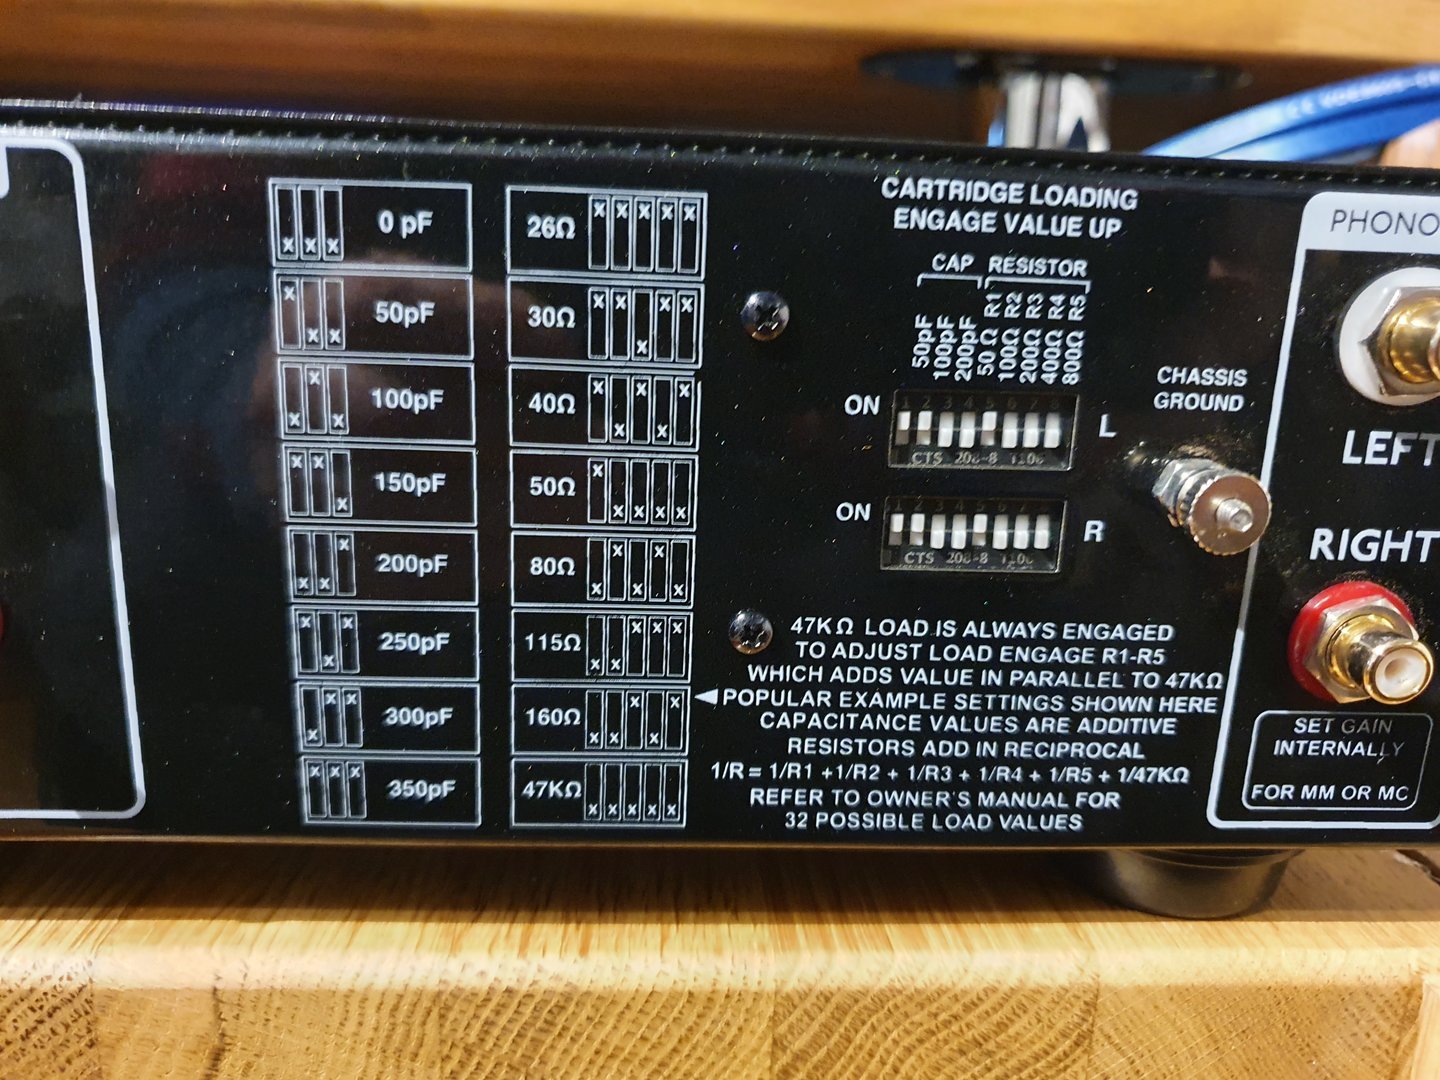 0 pF
50pF
100pF
150pF
200pF
250pF
300pF
350pF
26Ω
30Ω
40Ω
50Ω
80Ω
115Ω
160Ω
47KΩ
CARTRIDGE LOADING
ENGAGE VALUE UP
CAP RESISTOR
50pF
100pF
200pF
50 Ω R1
100Ω R2
200Ω R3
400Ω R4
800Ω R5
ON
L
CTS 208-8
ON
R
CTS 208-8
47KΩ LOAD IS ALWAYS ENGAGED
TO ADJUST LOAD ENGAGE R1-R5
WHICH ADDS VALUE IN PARALLEL TO 47KΩ
POPULAR EXAMPLE SETTINGS SHOWN HERE
CAPACITANCE VALUES ARE ADDITIVE
RESISTORS ADD IN RECIPROCAL
1/R = 1/R1 +1/R2 + 1/R3 + 1/R4 + 1/R5 + 1/47KΩ
REFER TO OWNER'S MANUAL FOR
32 POSSIBLE LOAD VALUES
CHASSIS
GROUND
PHONO
LEFT
RIGHT
SET GAIN
INTERNALLY
FOR MM OR MC